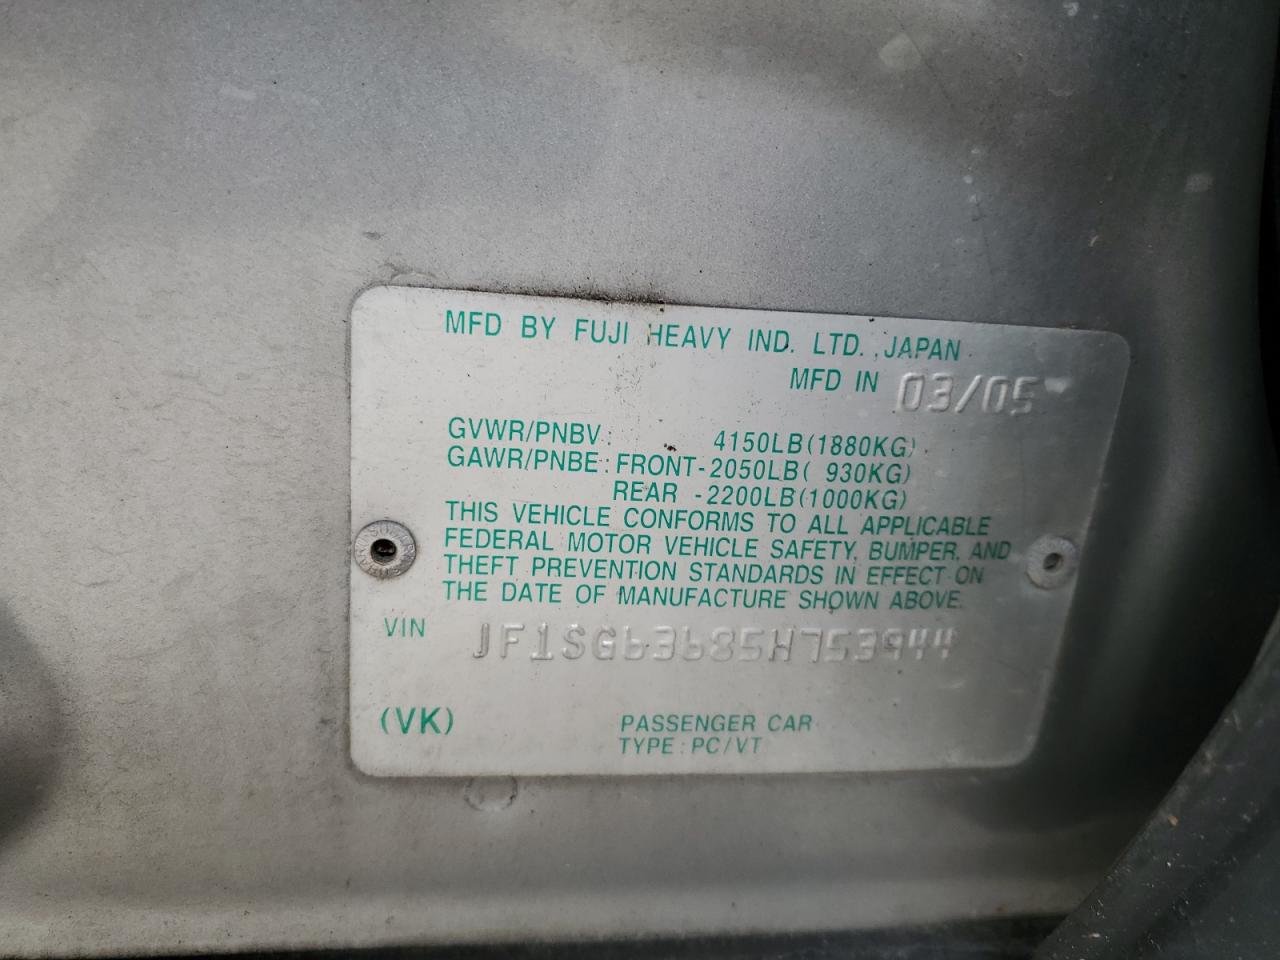 MFD BY FUJI HEAVY IND. LTD., JAPAN
MFD IN 03/05
GVWR/PNBV: 4150LB(1880KG)
GAWR/PNBE: FRONT-2050LB( 930KG)
REAR -2200LB(1000KG)
THIS VEHICLE CONFORMS TO ALL APPLICABLE
FEDERAL MOTOR VEHICLE SAFETY, BUMPER, AND
THEFT PREVENTION STANDARDS IN EFFECT ON
THE DATE OF MANUFACTURE SHOWN ABOVE.
VIN JF1SG63685H753944
(VK) PASSENGER CAR
TYPE: PC/VT